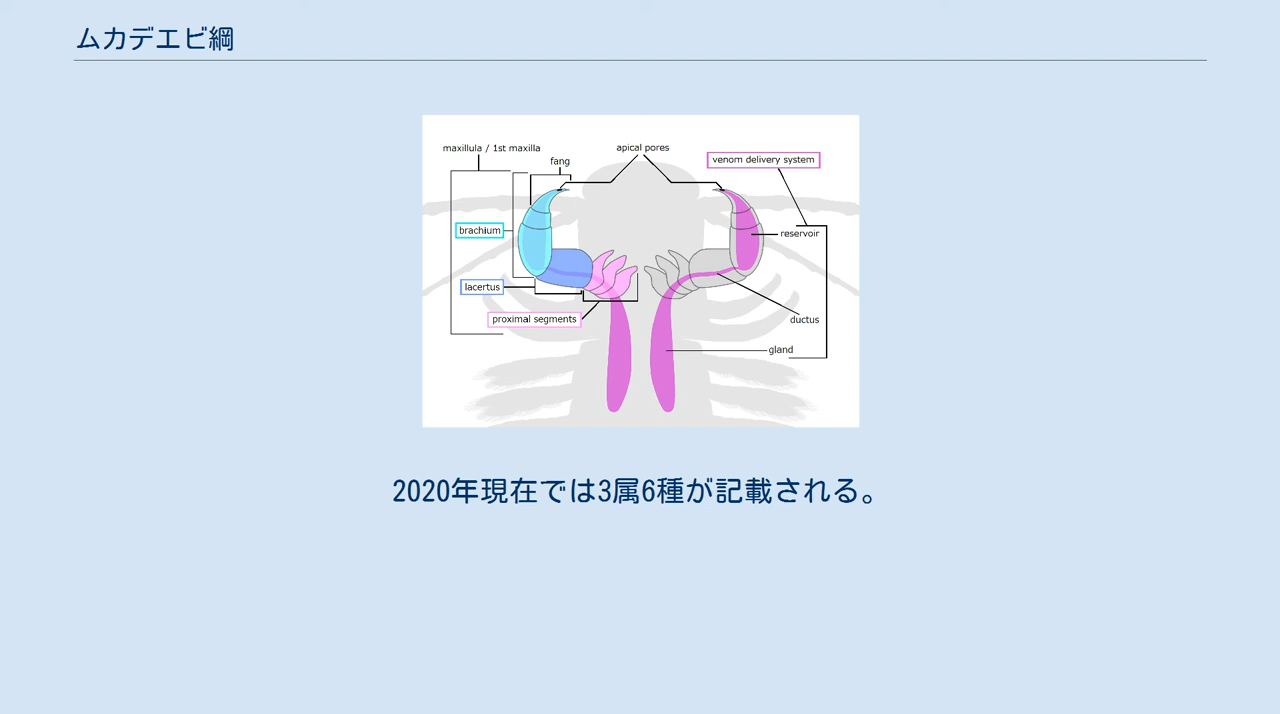 ムカデエビ綱
maxillula / 1st maxilla
fang
apical pores
venom delivery system
brachium
reservoir
lacertus
proximal segments
ductus
gland
2020年現在では3属6種が記載される。